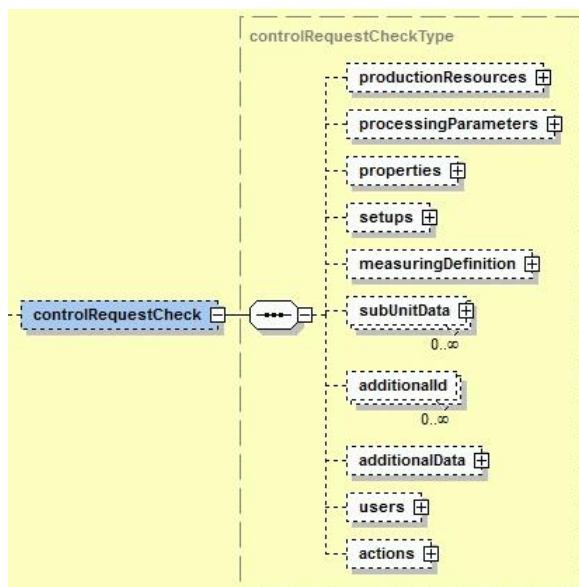 controlRequestCheckType
productionResources
processingParameters
properties
setups
measuringDefinition
controlRequestCheck
subUnitData
0..∞
additionalId
0..∞
additionalData
users
actions